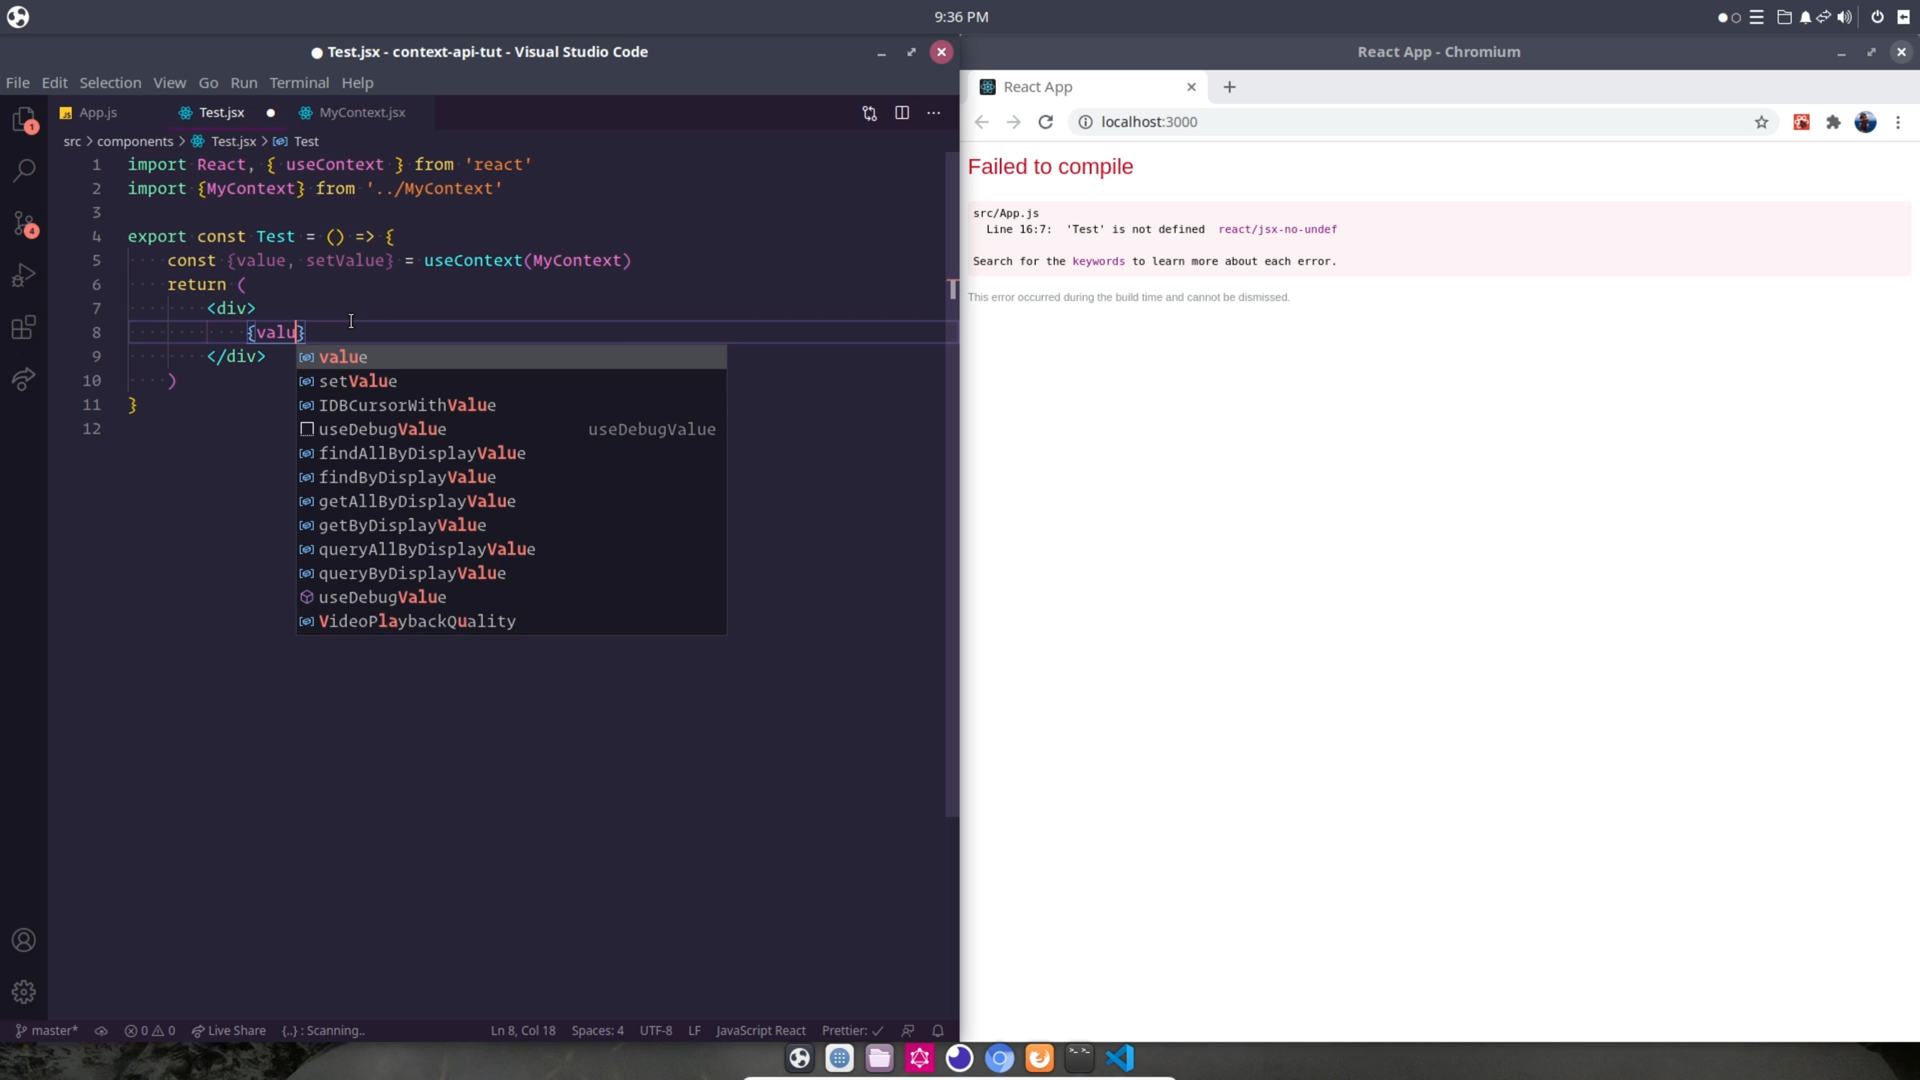 9:36 PM
● Test.jsx - context-api-tut - Visual Studio Code
File Edit Selection View Go Run Terminal Help
App.js Test.jsx ● MyContext.jsx
src > components > Test.jsx > Test
1 import React, { useContext } from 'react'
2 import {MyContext} from '../MyContext'
3
4 export const Test = () => {
5 const {value, setValue} = useContext(MyContext)
6 return (
7 <div>
8 {valu}
9 </div>
10 )
11 }
12
value
setValue
IDBCursorWithValue
useDebugValue useDebugValue
findAllByDisplayValue
findByDisplayValue
getAllByDisplayValue
getByDisplayValue
queryAllByDisplayValue
queryByDisplayValue
useDebugValue
VideoPlaybackQuality
1
4
master* 0 0 Live Share {..} : Scanning.. Ln 8, Col 18 Spaces: 4 UTF-8 LF JavaScript React Prettier: ✓
React App - Chromium
React App
localhost:3000
Failed to compile
src/App.js
Line 16:7: 'Test' is not defined react/jsx-no-undef
Search for the keywords to learn more about each error.
This error occurred during the build time and cannot be dismissed.